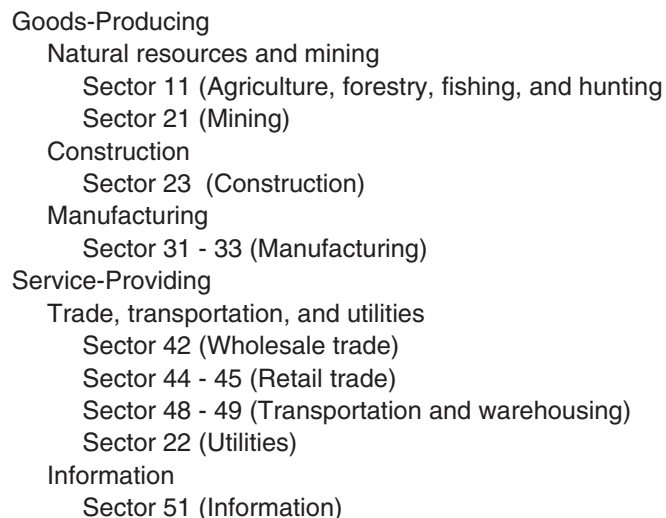 Goods-Producing
Natural resources and mining
Sector 11 (Agriculture, forestry, fishing, and hunting
Sector 21 (Mining)
Construction
Sector 23  (Construction)
Manufacturing
Sector 31 - 33 (Manufacturing)
Service-Providing
Trade, transportation, and utilities
Sector 42 (Wholesale trade)
Sector 44 - 45 (Retail trade)
Sector 48 - 49 (Transportation and warehousing)
Sector 22 (Utilities)
Information
Sector 51 (Information)